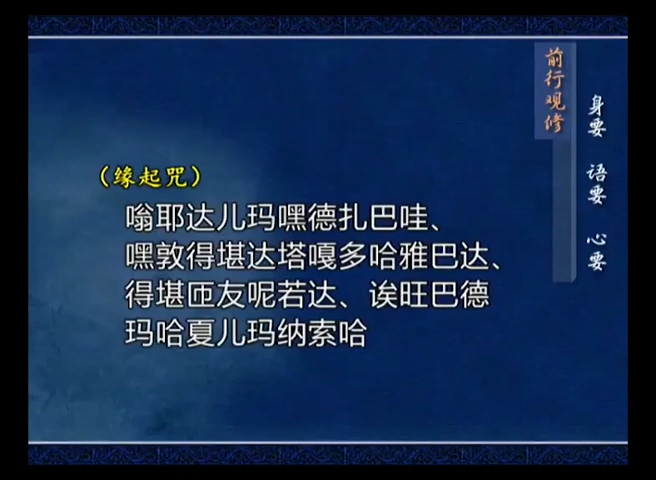 前行观修
身要 语要 心要
（缘起咒）
嗡耶达儿玛嘿德扎巴哇、
嘿敦得堪达塔嘎多哈雅巴达、
得堪匝友呢若达、诶旺巴德
玛哈夏儿玛纳索哈